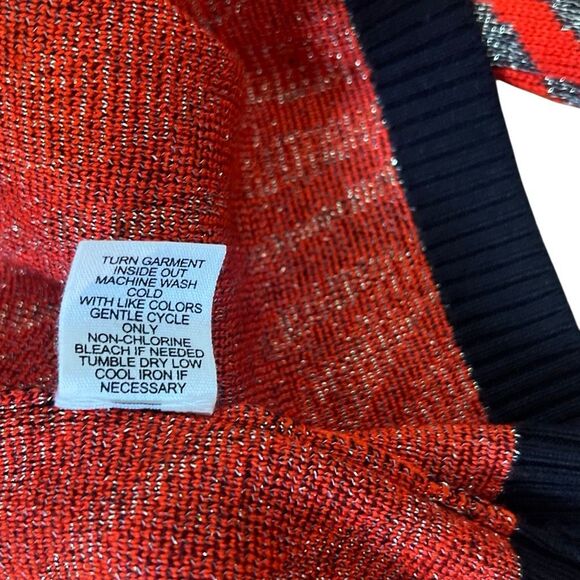 TURN GARMENT
INSIDE OUT
MACHINE WASH
COLD
WITH LIKE COLORS
GENTLE CYCLE
ONLY
NON-CHLORINE
BLEACH IF NEEDED
TUMBLE DRY LOW
COOL IRON IF
NECESSARY